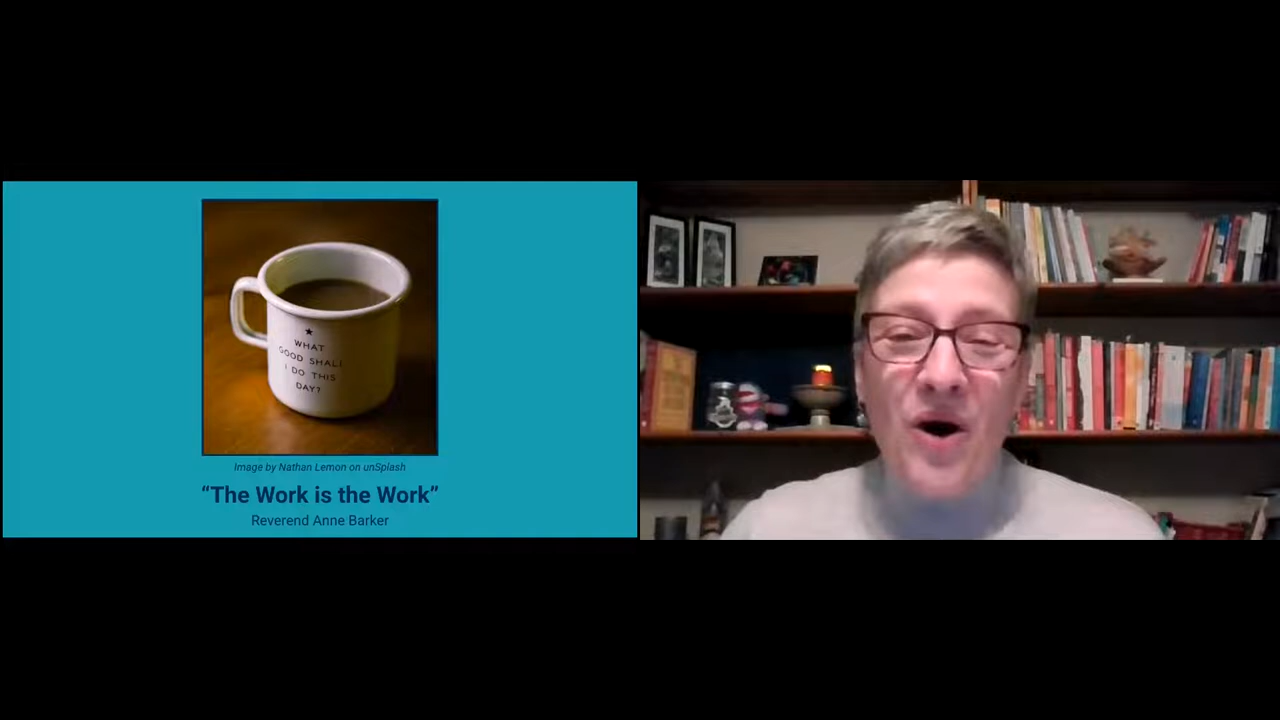 ★
WHAT
GOOD SHALL
I DO THIS
DAY?
Image by Nathan Lemon on unSplash
“The Work is the Work”
Reverend Anne Barker